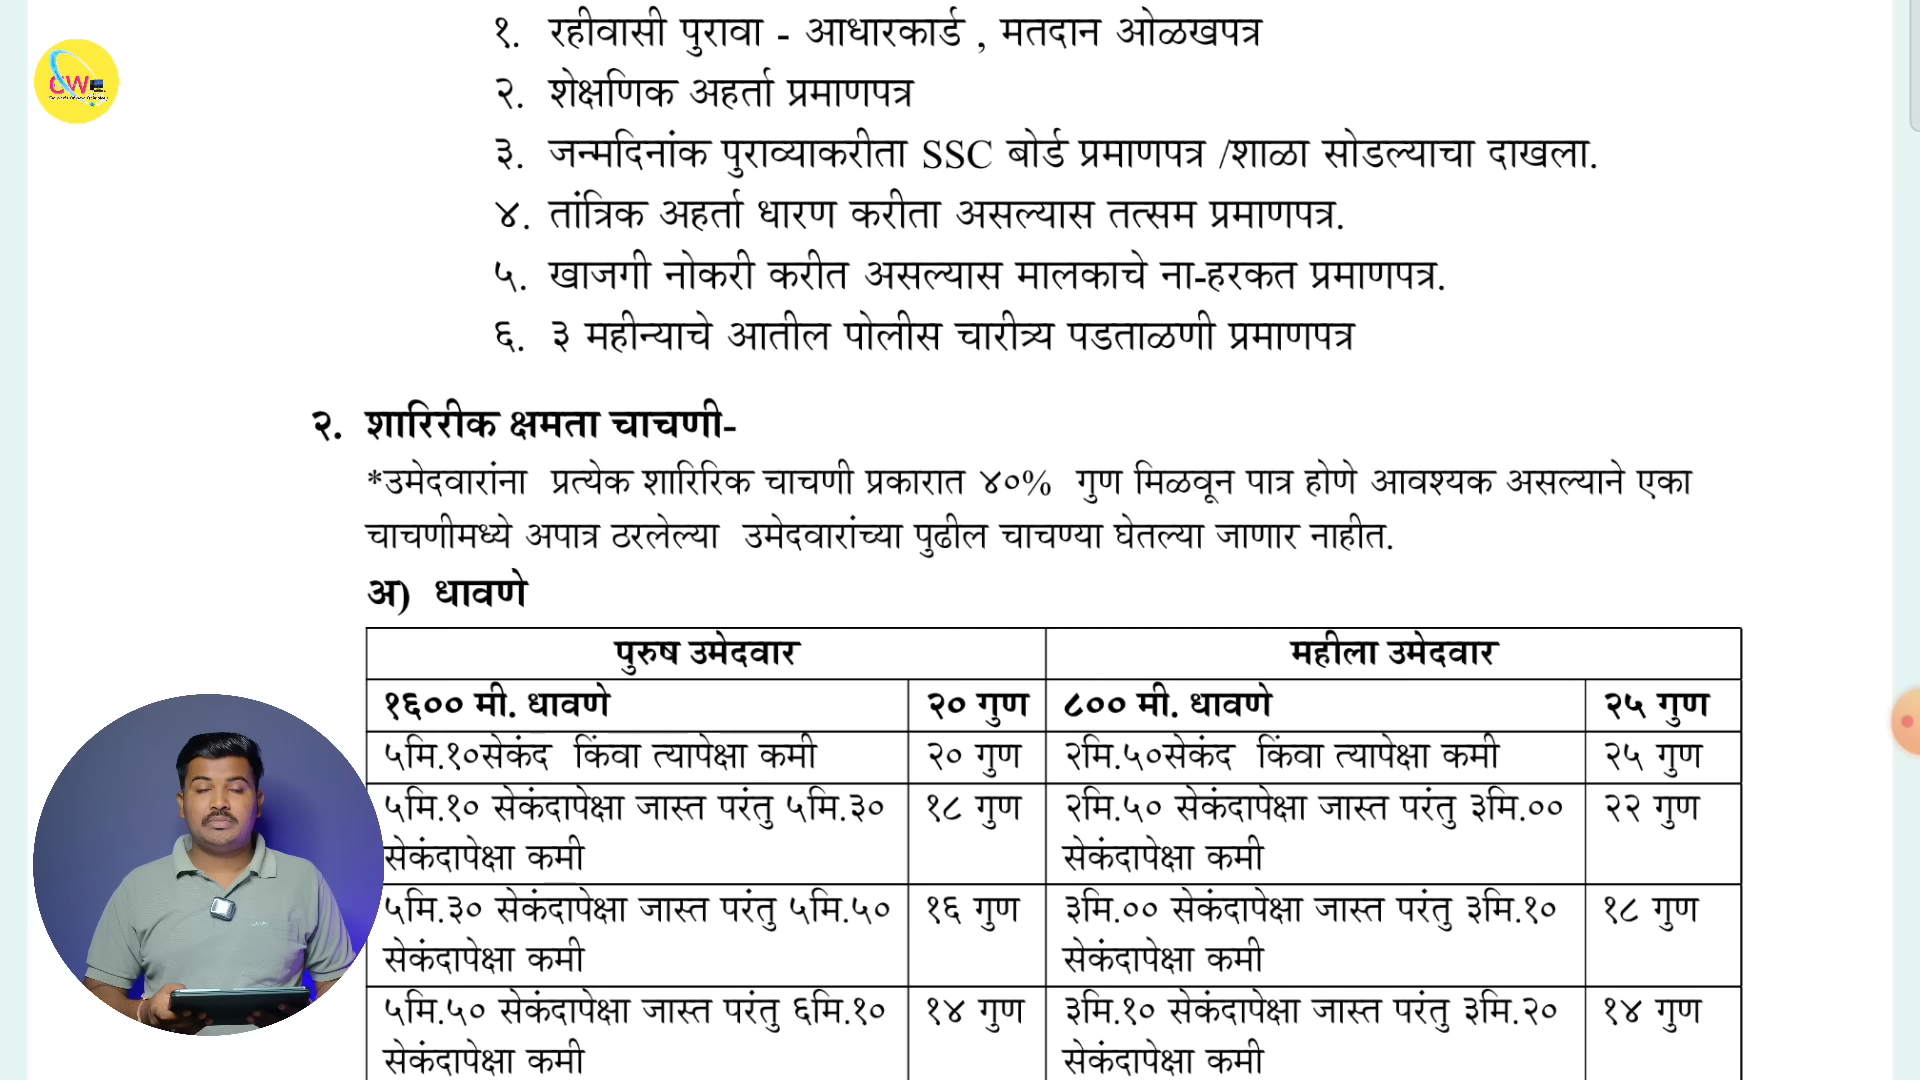 १. रहीवासी पुरावा - आधारकार्ड , मतदान ओळखपत्र
CW
२. शेक्षणिक अहर्ता प्रमाणपत्र
३. जन्मदिनांक पुराव्याकरीता SSC बोर्ड प्रमाणपत्र /शाळा सोडल्याचा दाखला.
४. तांत्रिक अहर्ता धारण करीता असल्यास तत्सम प्रमाणपत्र.
५. खाजगी नोकरी करीत असल्यास मालकाचे ना-हरकत प्रमाणपत्र.
६. ३ महीन्याचे आतील पोलीस चारीत्र्य पडताळणी प्रमाणपत्र
२. शारिरीक क्षमता चाचणी-
*उमेदवारांना प्रत्येक शारिरिक चाचणी प्रकारात ४०% गुण मिळवून पात्र होणे आवश्यक असल्याने एका
चाचणीमध्ये अपात्र ठरलेल्या उमेदवारांच्या पुढील चाचण्या घेतल्या जाणार नाहीत.
अ) धावणे
पुरुष उमेदवार महीला उमेदवार
१६०० मी. धावणे २० गुण ८०० मी. धावणे २५ गुण
५मि.१०सेकंद किंवा त्यापेक्षा कमी २० गुण २मि.५०सेकंद किंवा त्यापेक्षा कमी २५ गुण
५मि.१० सेकंदापेक्षा जास्त परंतु ५मि.३० १८ गुण २मि.५० सेकंदापेक्षा जास्त परंतु ३मि.०० २२ गुण
सेकंदापेक्षा कमी सेकंदापेक्षा कमी
५मि.३० सेकंदापेक्षा जास्त परंतु ५मि.५० १६ गुण ३मि.०० सेकंदापेक्षा जास्त परंतु ३मि.१० १८ गुण
सेकंदापेक्षा कमी सेकंदापेक्षा कमी
५मि.५० सेकंदापेक्षा जास्त परंतु ६मि.१० १४ गुण ३मि.१० सेकंदापेक्षा जास्त परंतु ३मि.२० १४ गुण
सेकंदापेक्षा कमी सेकंदापेक्षा कमी